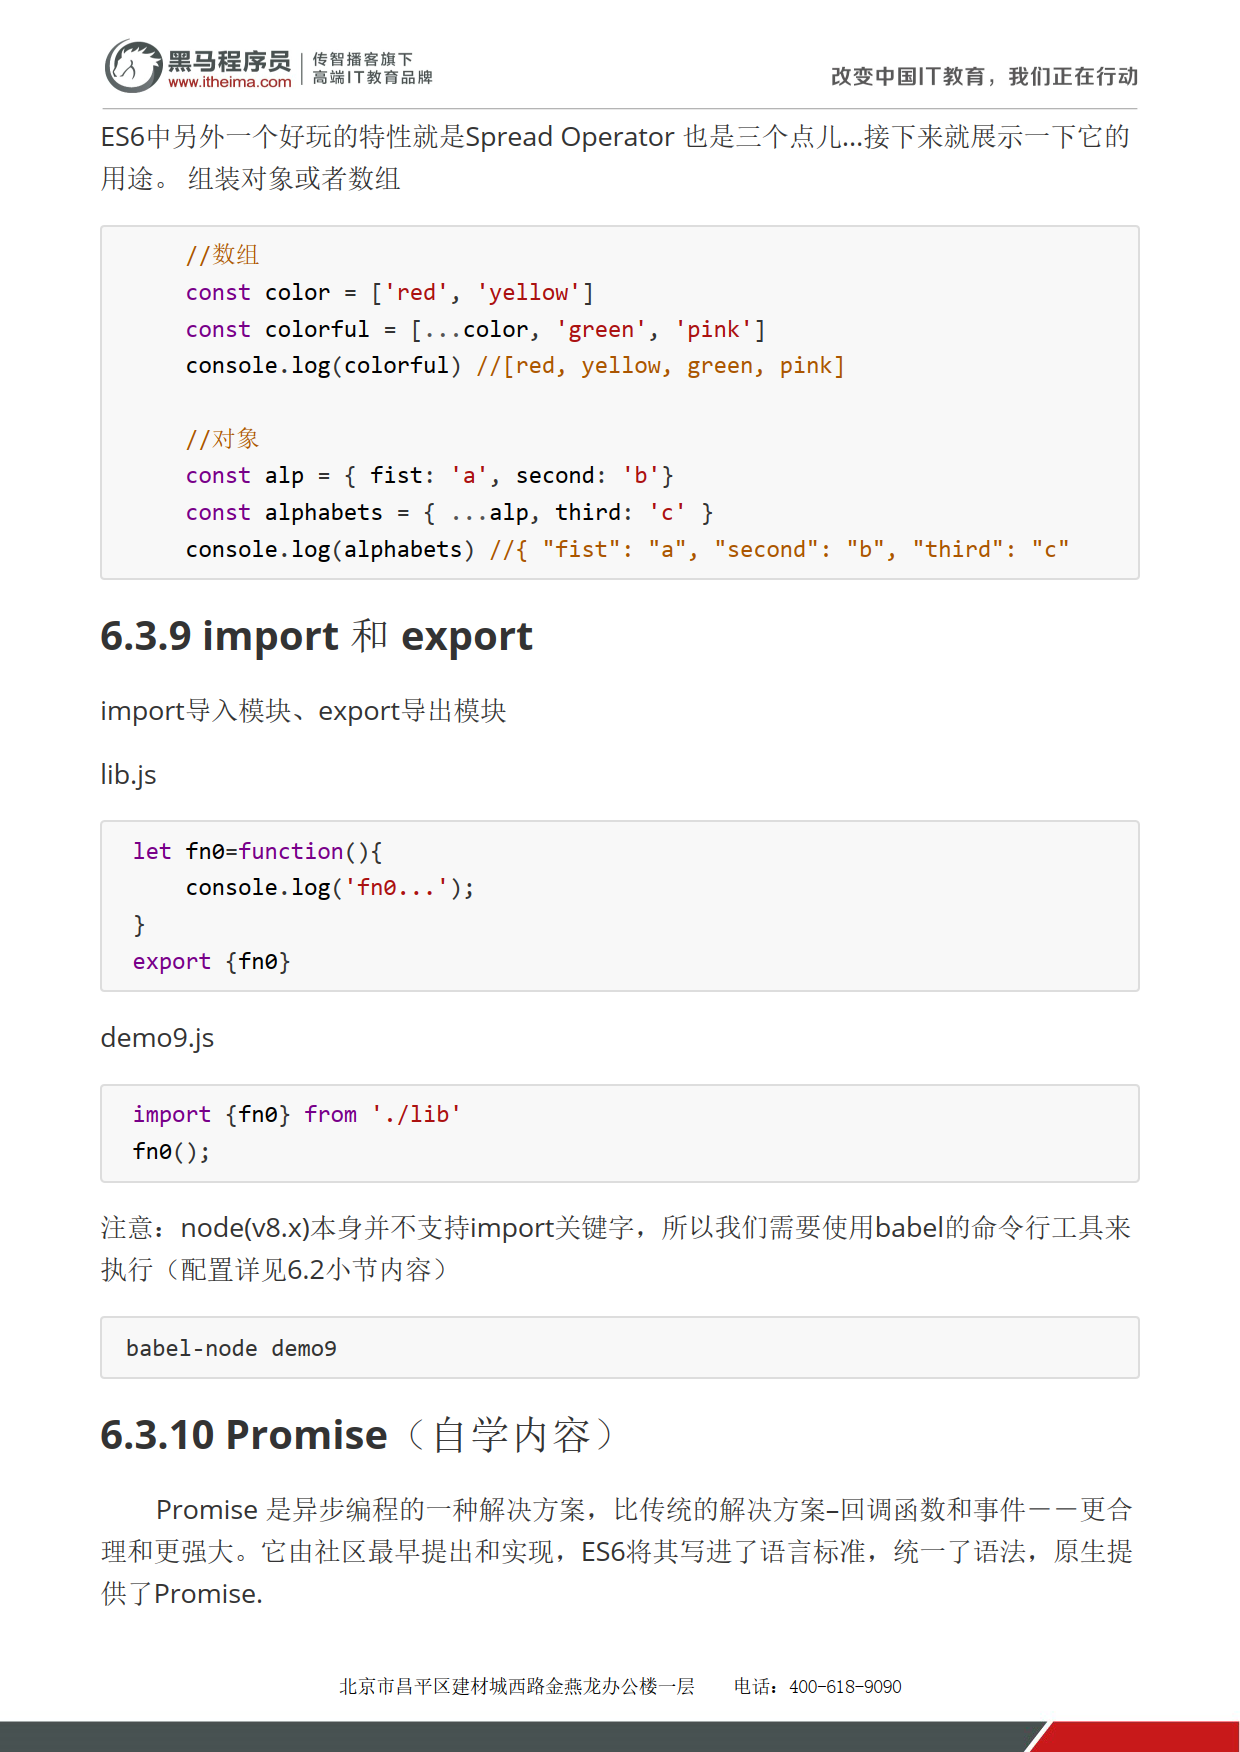 黑马程序员
www.itheima.com
传智播客旗下
高端IT教育品牌
改变中国IT教育，我们正在行动
ES6中另外一个好玩的特性就是Spread Operator 也是三个点儿...接下来就展示一下它的
用途。 组装对象或者数组
//数组
const color = ['red', 'yellow']
const colorful = [...color, 'green', 'pink']
console.log(colorful) //[red, yellow, green, pink]
//对象
const alp = { fist: 'a', second: 'b'}
const alphabets = { ...alp, third: 'c' }
console.log(alphabets) //{ "fist": "a", "second": "b", "third": "c"
6.3.9 import 和 export
import导入模块、export导出模块
lib.js
let fn0=function(){
    console.log('fn0...');
}
export {fn0}
demo9.js
import {fn0} from './lib'
fn0();
注意：node(v8.x)本身并不支持import关键字，所以我们需要使用babel的命令行工具来
执行（配置详见6.2小节内容）
babel-node demo9
6.3.10 Promise（自学内容）
Promise 是异步编程的一种解决方案，比传统的解决方案–回调函数和事件－－更合
理和更强大。它由社区最早提出和实现，ES6将其写进了语言标准，统一了语法，原生提
供了Promise.
北京市昌平区建材城西路金燕龙办公楼一层 电话：400-618-9090